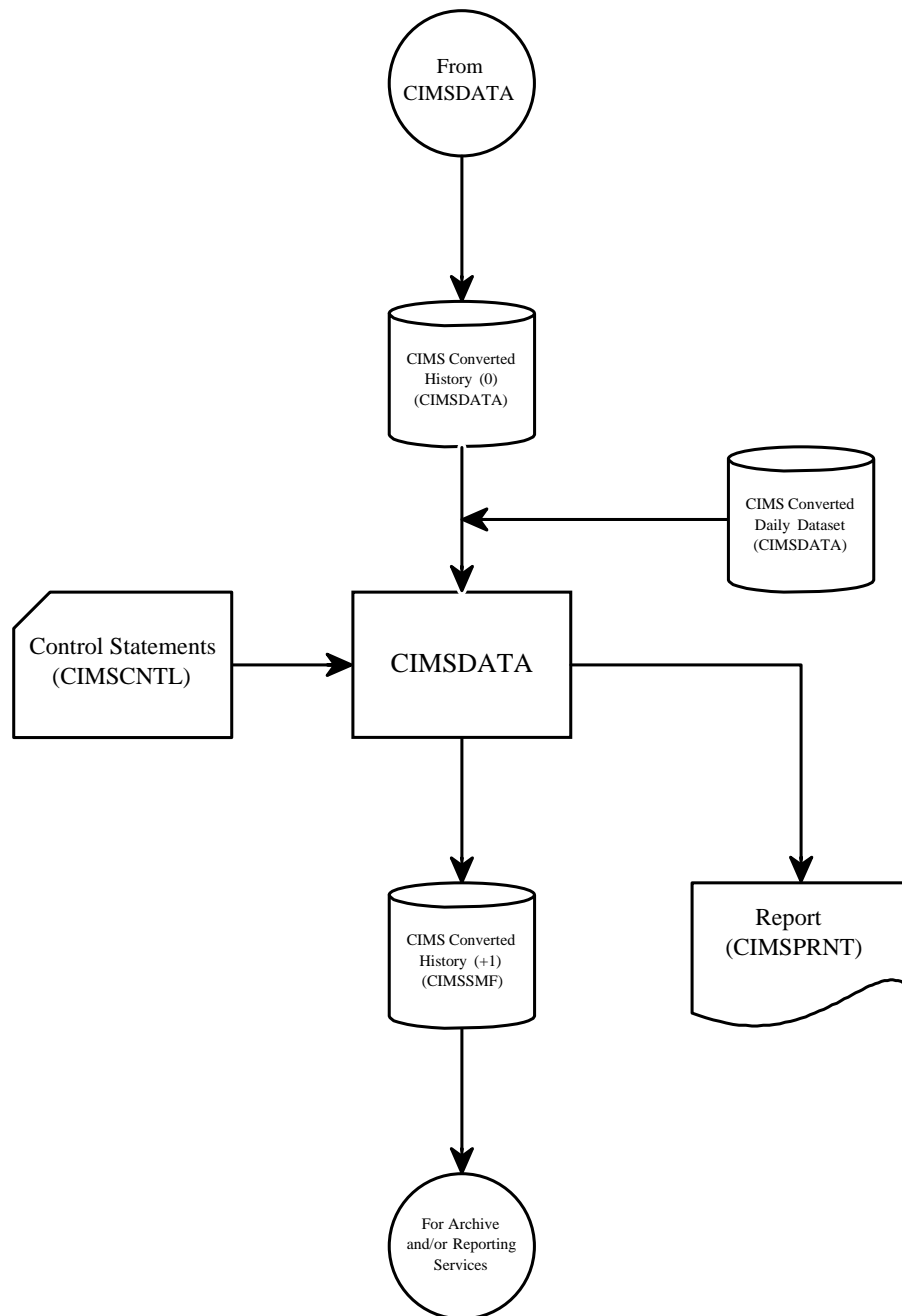 From
CIMSDATA
CIMS Converted
History (0)
(CIMSDATA)
CIMS Converted
Daily Dataset
(CIMSDATA)
Control Statements
(CIMSCNTL)
CIMSDATA
CIMS Converted
History (+1)
(CIMSSMF)
Report
(CIMSPRNT)
For Archive
and/or Reporting
Services